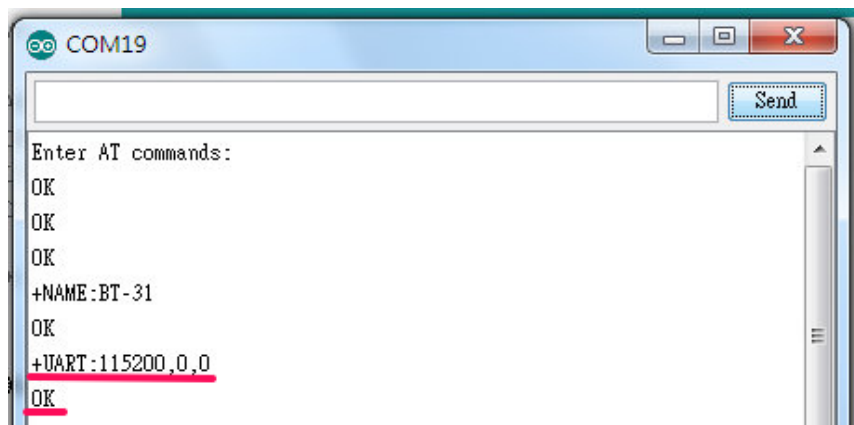 COM19
Send
Enter AT commands:
OK
OK
OK
+NAME:BT-31
OK
+UART:115200,0,0
OK